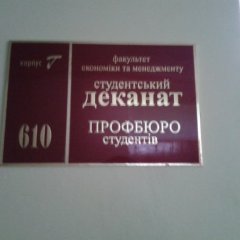 корпус Г
610
факультет
економіки та менеджменту
студентський
деканат
ПРОФБЮРО
студентів